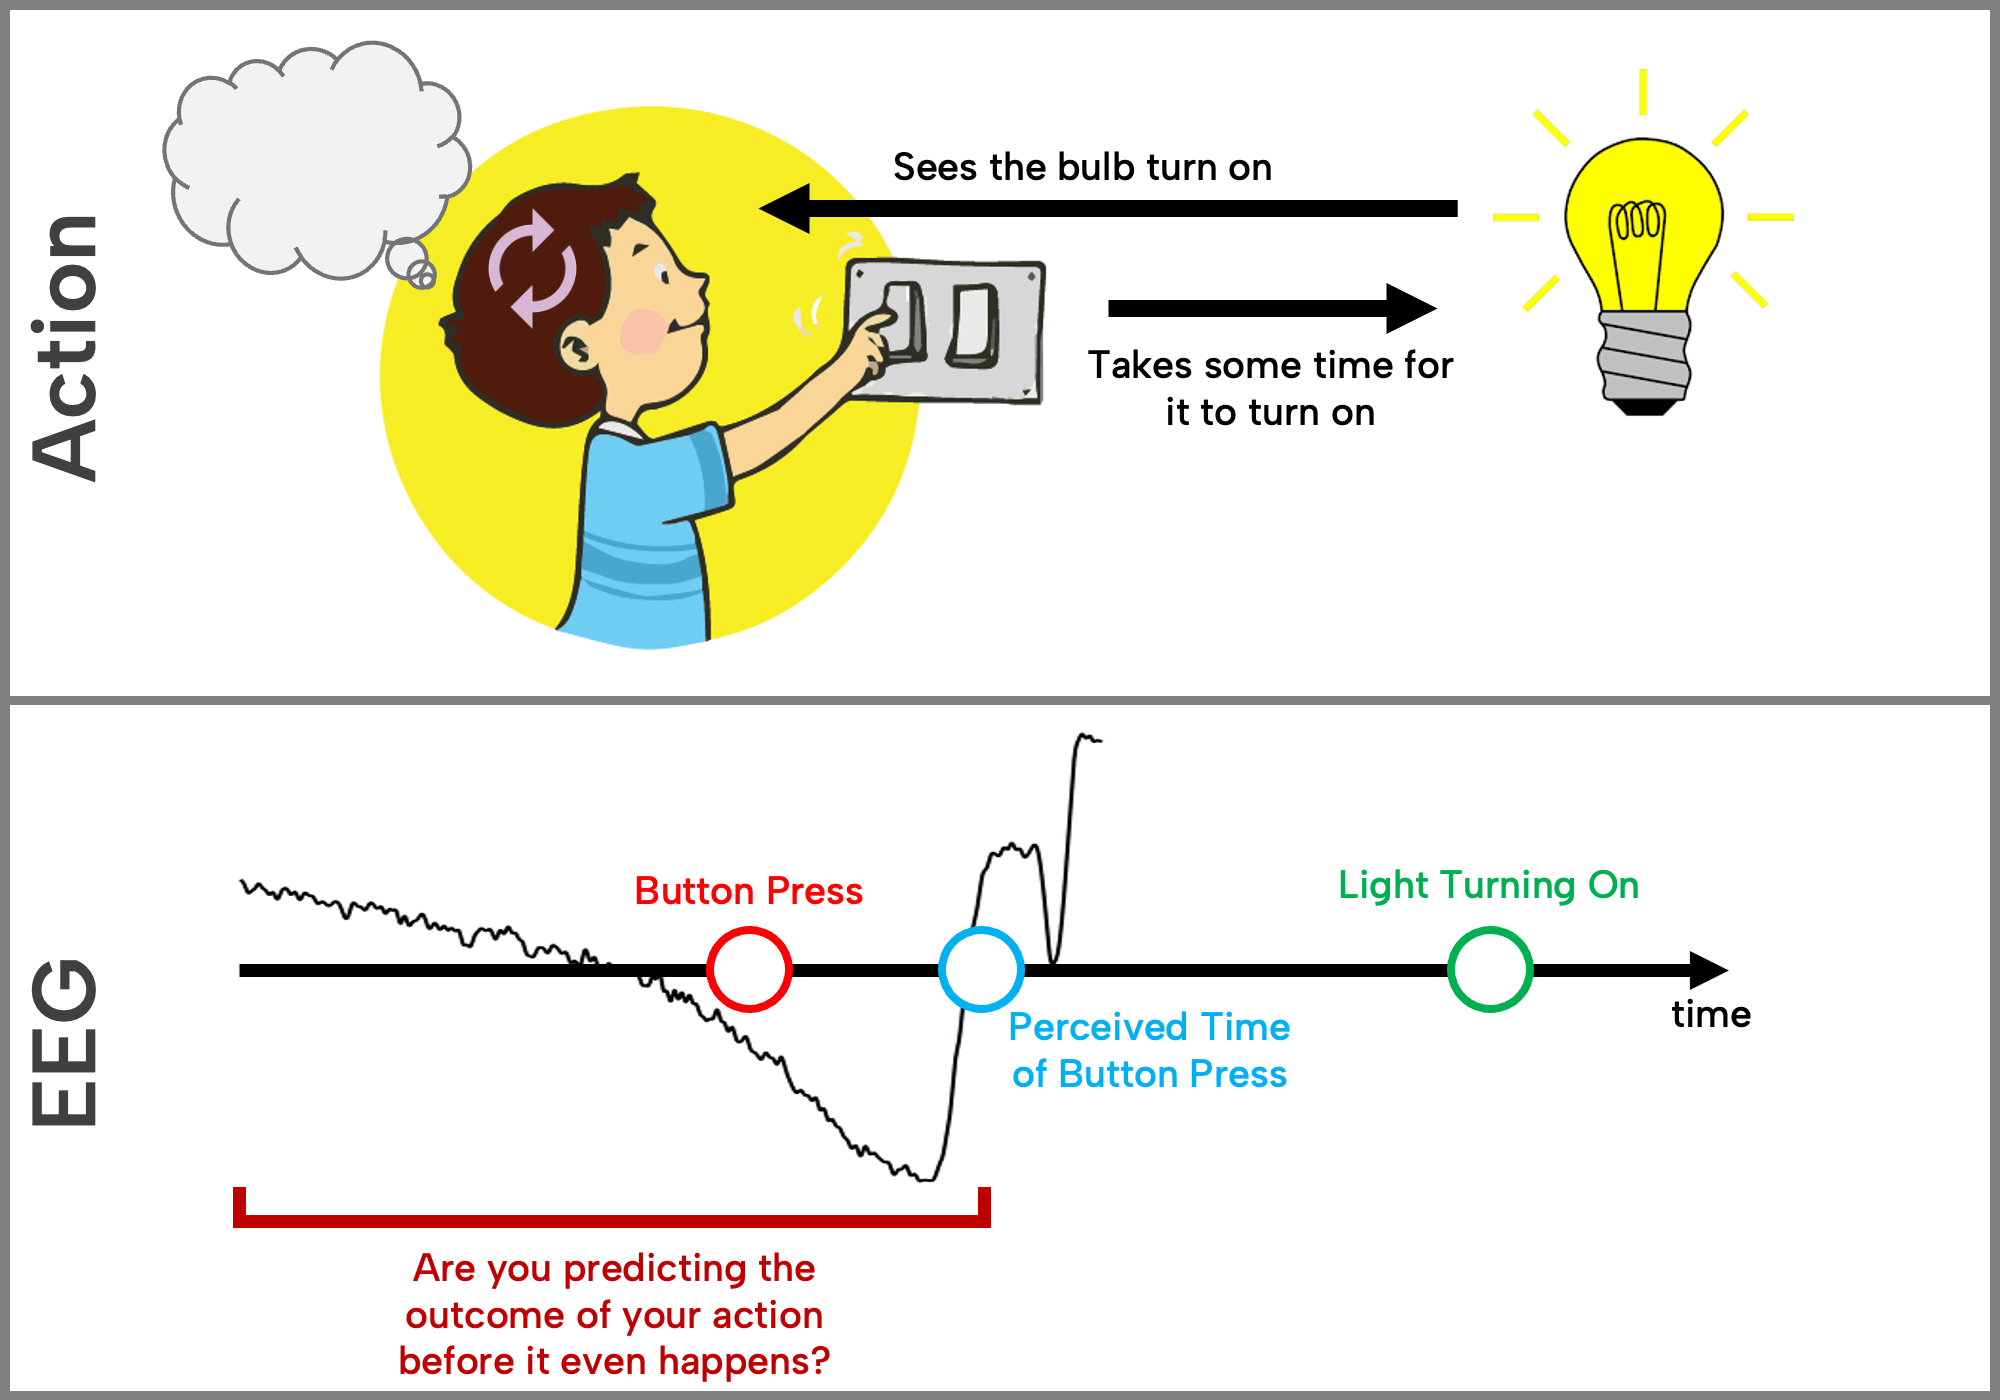 Action
Sees the bulb turn on
Takes some time for
it to turn on
EEG
Button Press
Light Turning On
Perceived Time
of Button Press
time
Are you predicting the
outcome of your action
before it even happens?